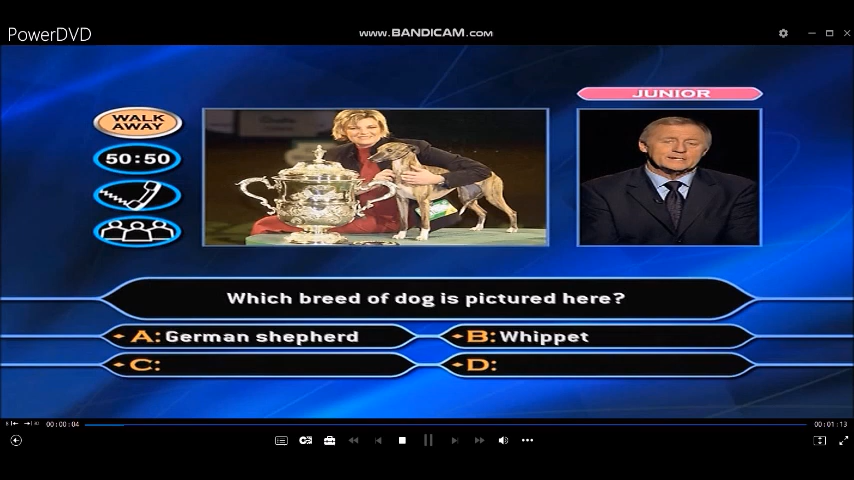 PowerDVD
www.BANDICAM.com
JUNIOR
WALK
AWAY
50:50
Which breed of dog is pictured here?
A: German shepherd
B: Whippet
C:
D:
00:00:04
00:01:13